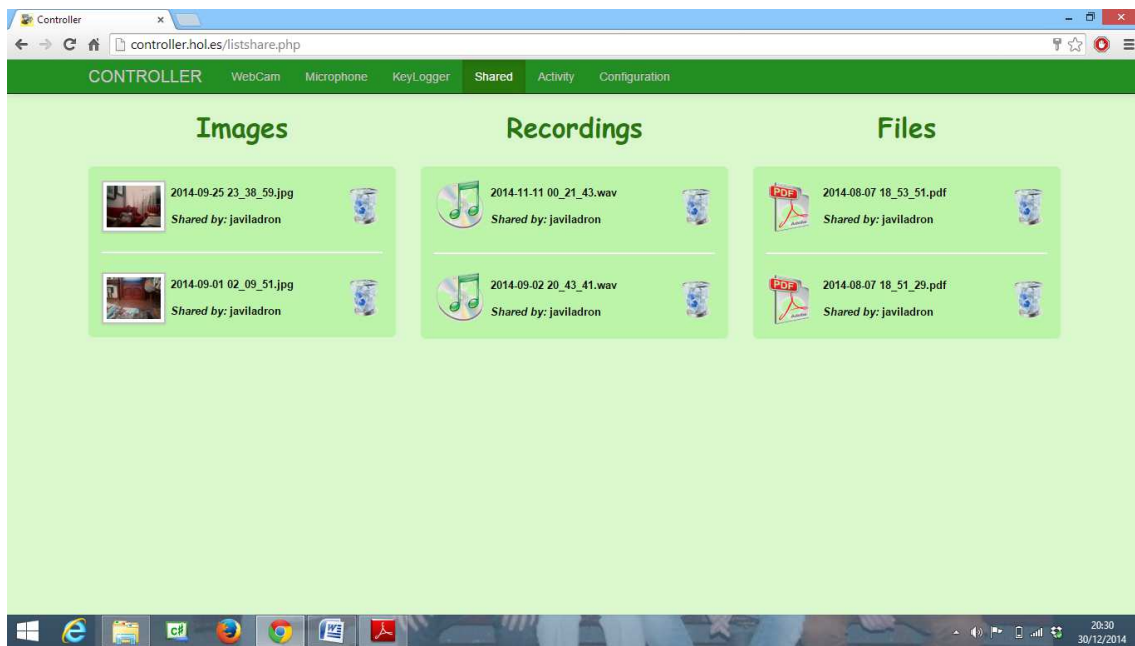 Controller
controller.hol.es/listshare.php
CONTROLLER WebCam Microphone KeyLogger Shared Activity Configuration
Images
2014-09-25 23_38_59.jpg
Shared by: javiladron
2014-09-01 02_09_51.jpg
Shared by: javiladron
Recordings
2014-11-11 00_21_43.wav
Shared by: javiladron
2014-09-02 20_43_41.wav
Shared by: javiladron
Files
PDF
2014-08-07 18_53_51.pdf
Shared by: javiladron
PDF
2014-08-07 18_51_29.pdf
Shared by: javiladron
C#
20:30
30/12/2014